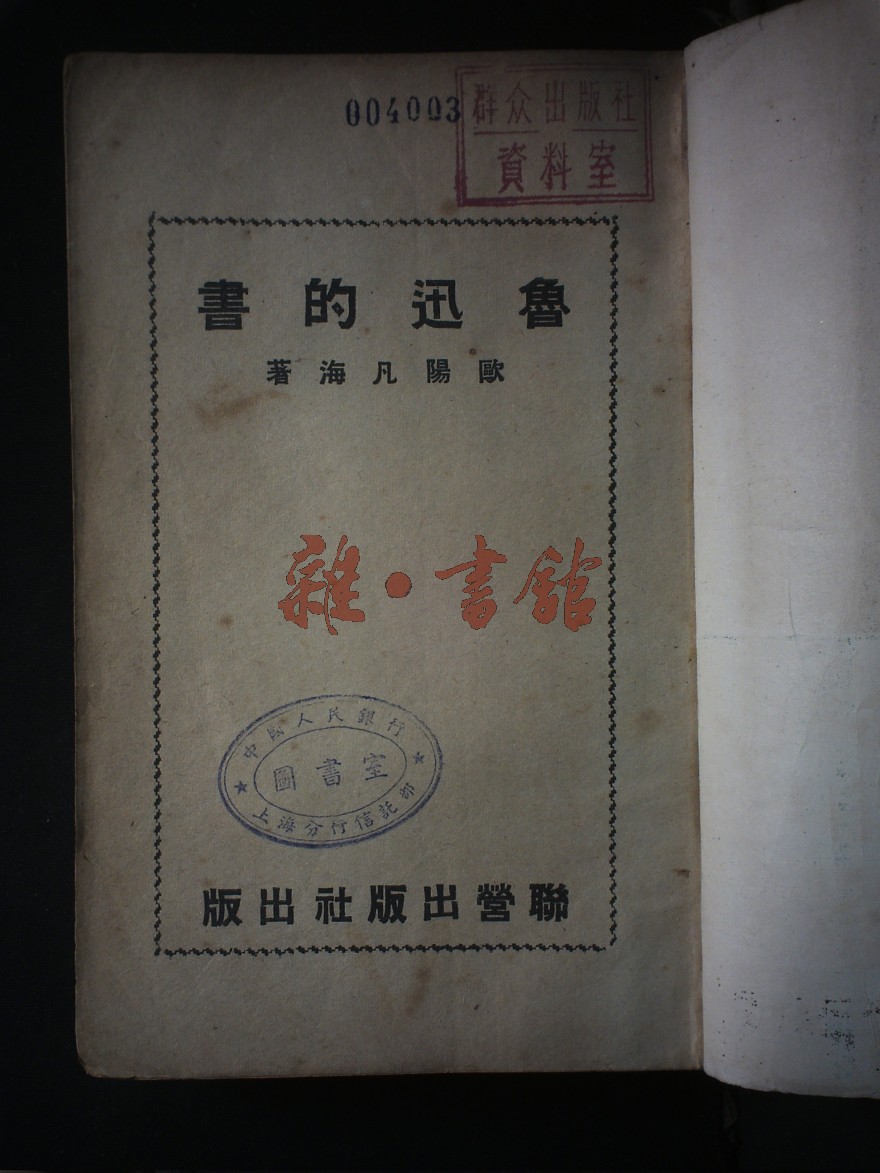 004003
群众出版社
資料室
魯迅的書
歐陽凡海著
雜·書館
中國人民銀行
圖書室
上海分行信託部
聯營出版社出版